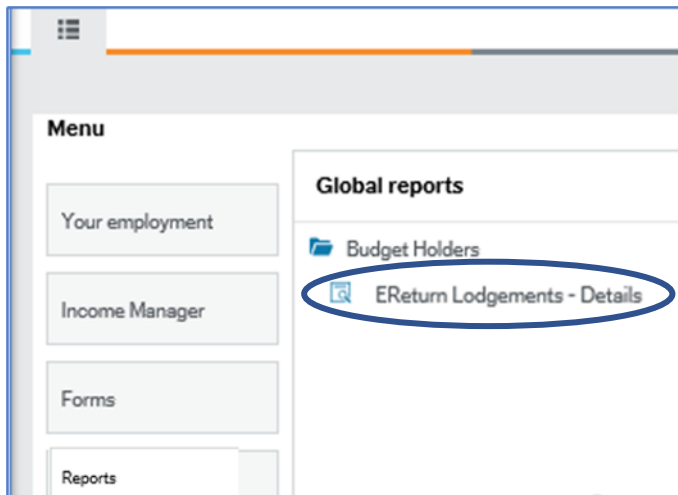 Menu
Your employment
Income Manager
Forms
Reports
Global reports
Budget Holders
EReturn Lodgements - Details